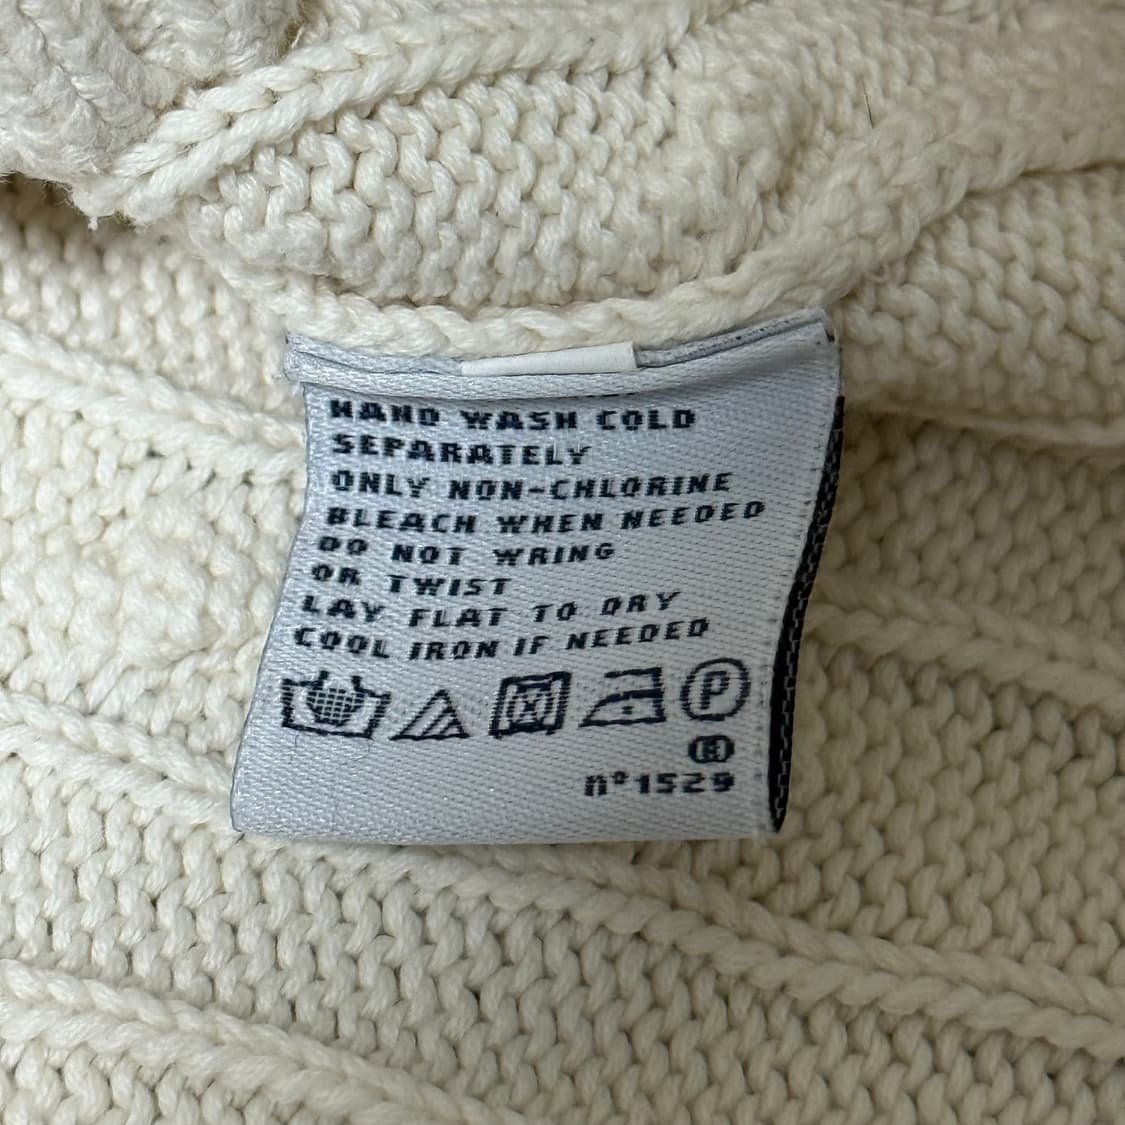 HAND WASH COLD
SEPARATELY
ONLY NON-CHLORINE
BLEACH WHEN NEEDED
DO NOT WRING
OR TWIST
LAY FLAT TO DRY
COOL IRON IF NEEDED
P
n°1529